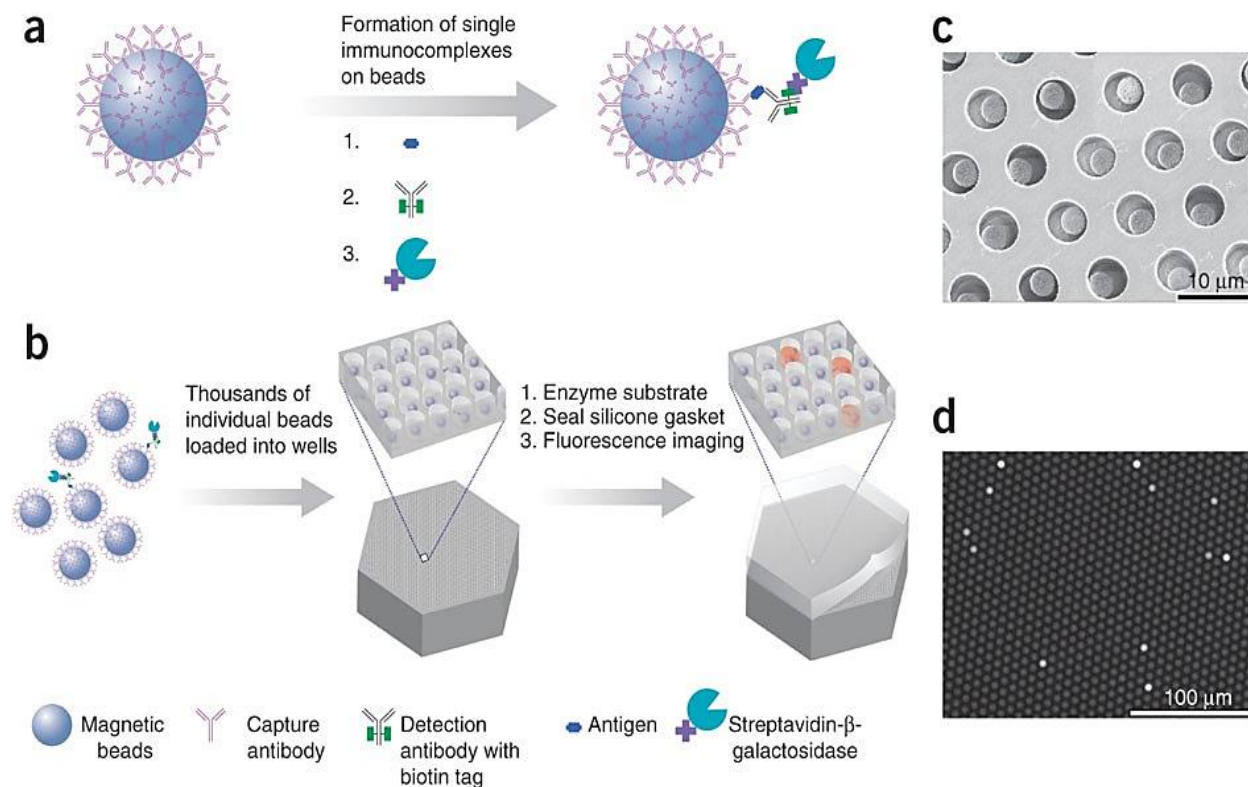 a
Formation of single
immunocomplexes
on beads
1.
2.
3.
c
10 μm
b
Thousands of
individual beads
loaded into wells
1. Enzyme substrate
2. Seal silicone gasket
3. Fluorescence imaging
d
100 μm
Magnetic
beads
Capture
antibody
Detection
antibody with
biotin tag
Antigen
Streptavidin-β-
galactosidase